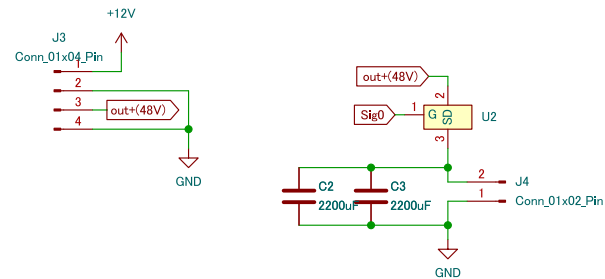 +12V
J3
Conn_01x04_Pin
1
2
3
4
out+(48V)
GND
out+(48V)
2
Sig0
1
G
SD
U2
3
C2
2200uF
C3
2200uF
2
1
J4
Conn_01x02_Pin
GND